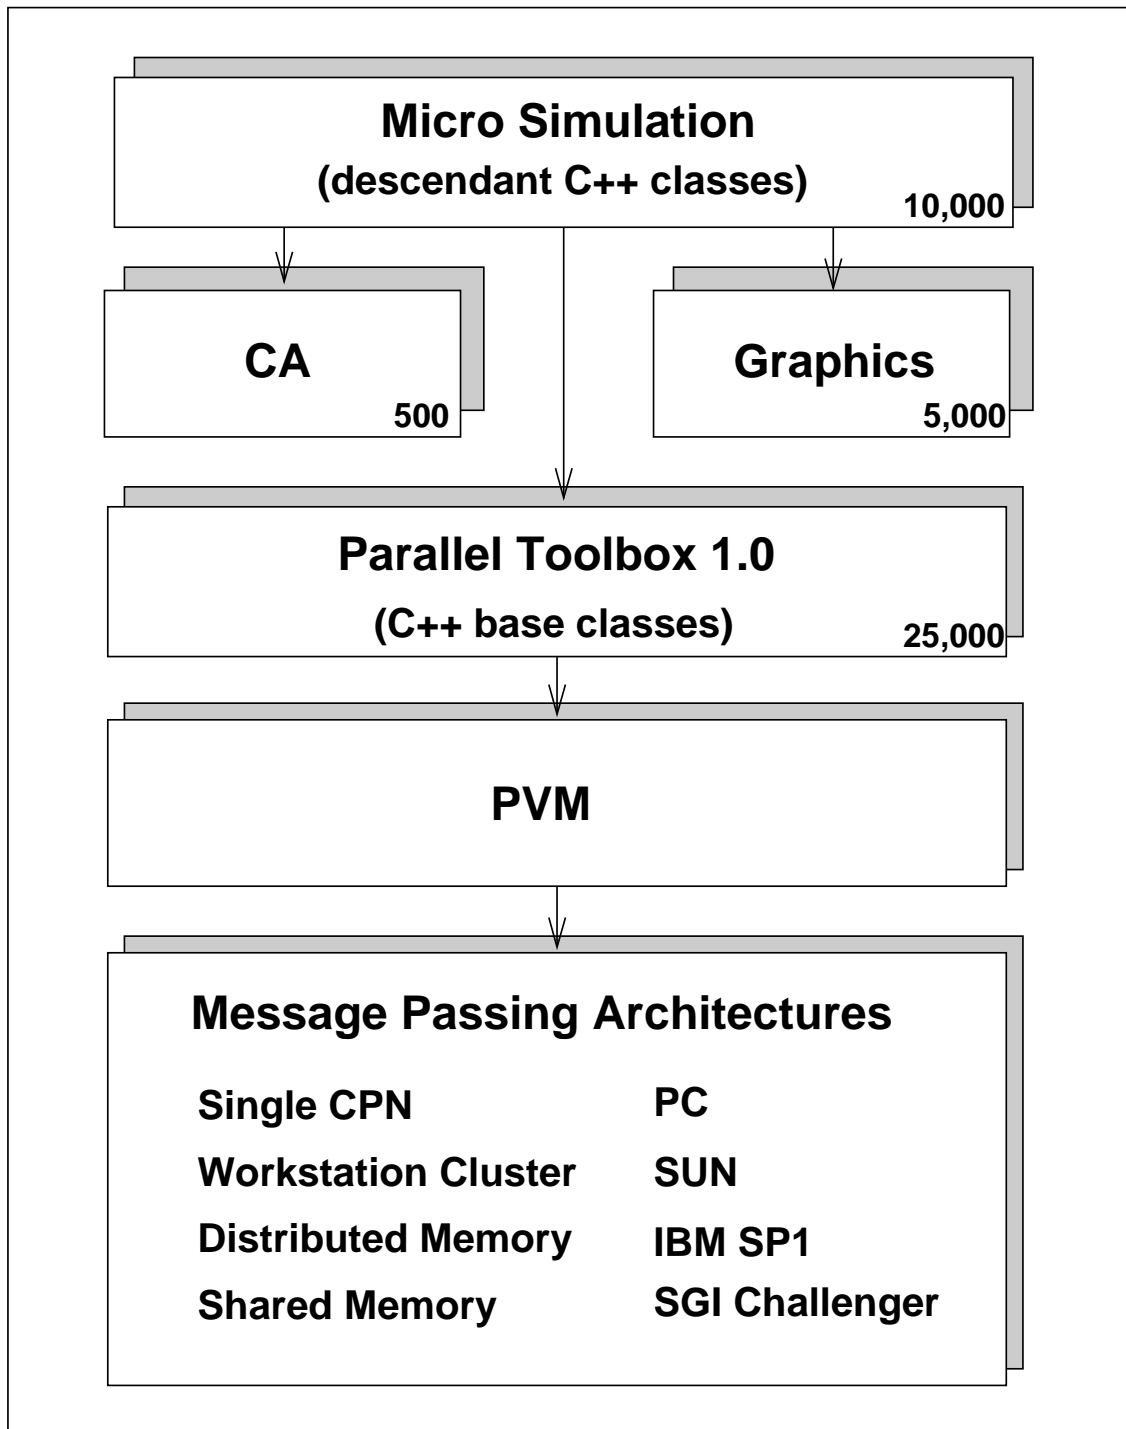 Micro Simulation
(descendant C++ classes)
10,000
CA
500
Graphics
5,000
Parallel Toolbox 1.0
(C++ base classes)
25,000
PVM
Message Passing Architectures
Single CPN
PC
Workstation Cluster
SUN
Distributed Memory
IBM SP1
Shared Memory
SGI Challenger